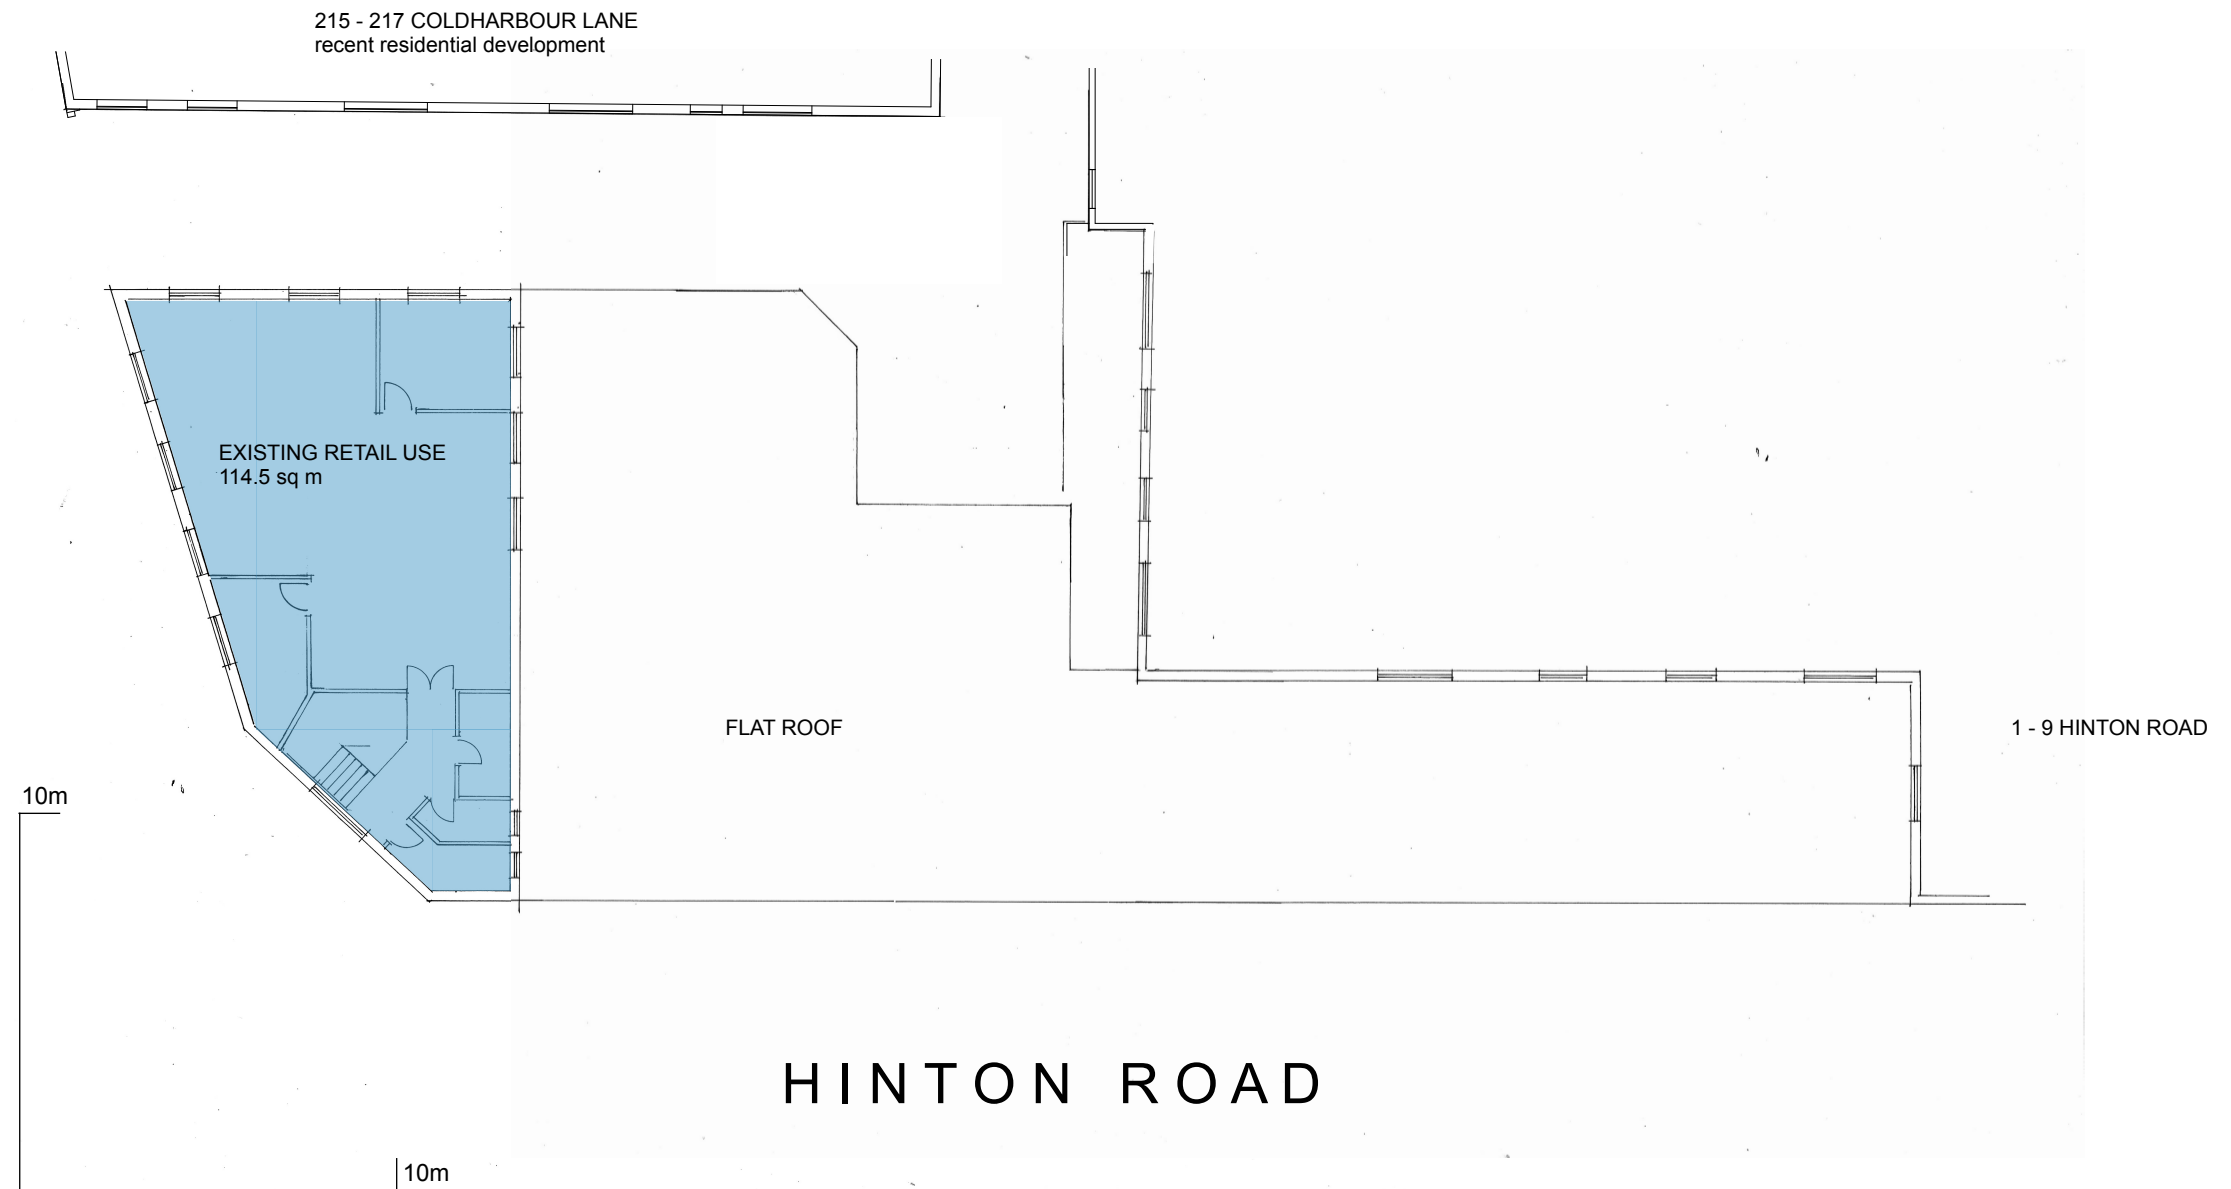 215 - 217 COLDHARBOUR LANE
recent residential development
EXISTING RETAIL USE
114.5 sq m
FLAT ROOF
1 - 9 HINTON ROAD
10m
HINTON ROAD
10m